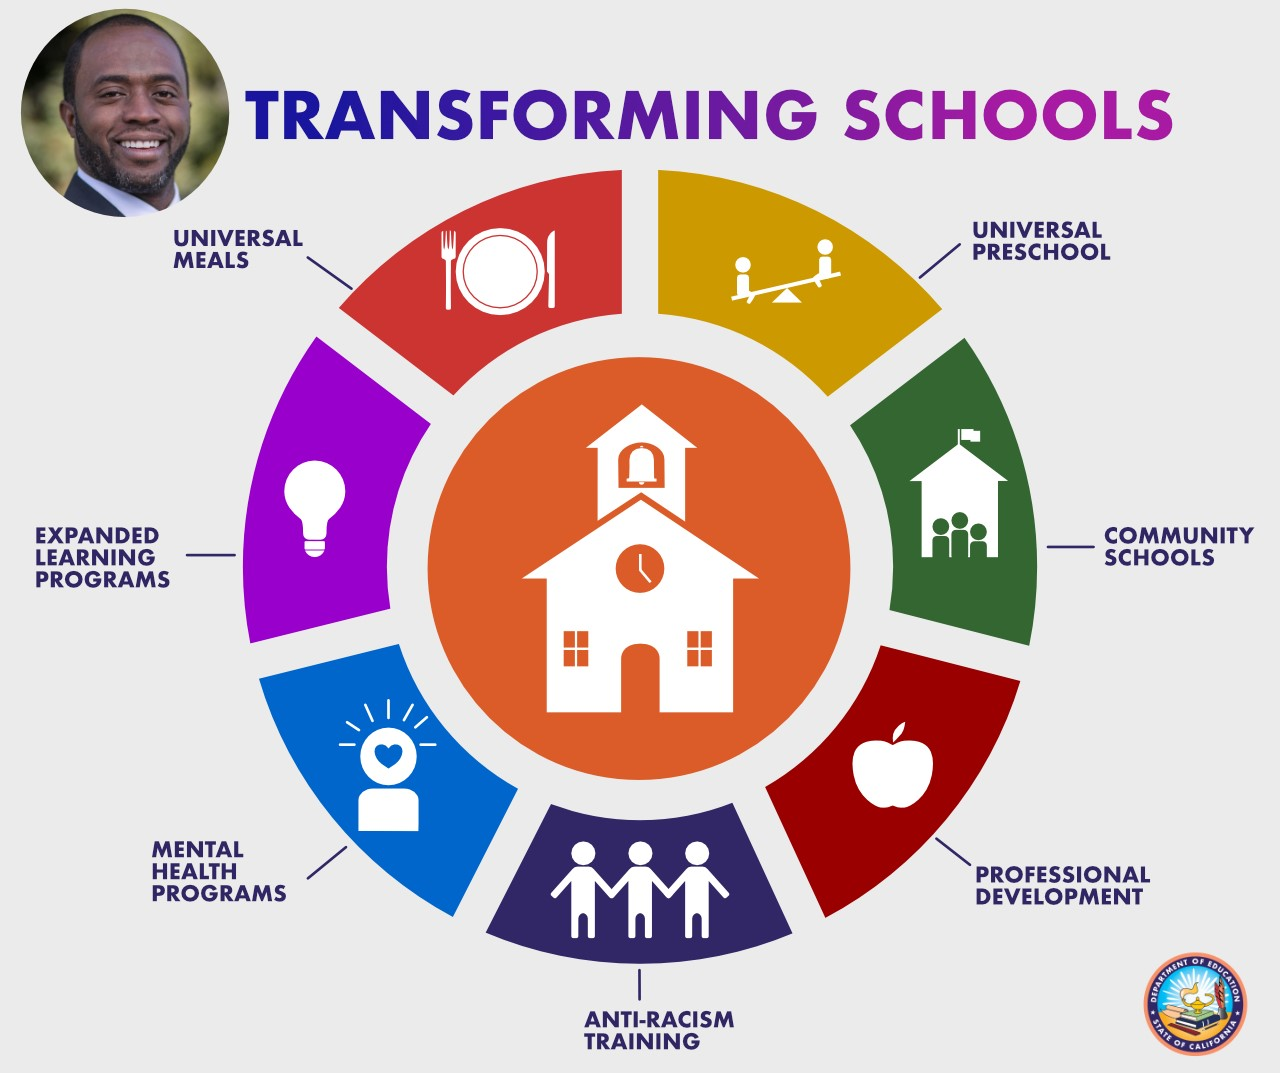 TRANSFORMING SCHOOLS
UNIVERSAL
MEALS
UNIVERSAL
PRESCHOOL
EXPANDED
LEARNING
PROGRAMS
COMMUNITY
SCHOOLS
MENTAL
HEALTH
PROGRAMS
PROFESSIONAL
DEVELOPMENT
ANTI-RACISM
TRAINING
DEPARTMENT OF EDUCATION
STATE OF CALIFORNIA